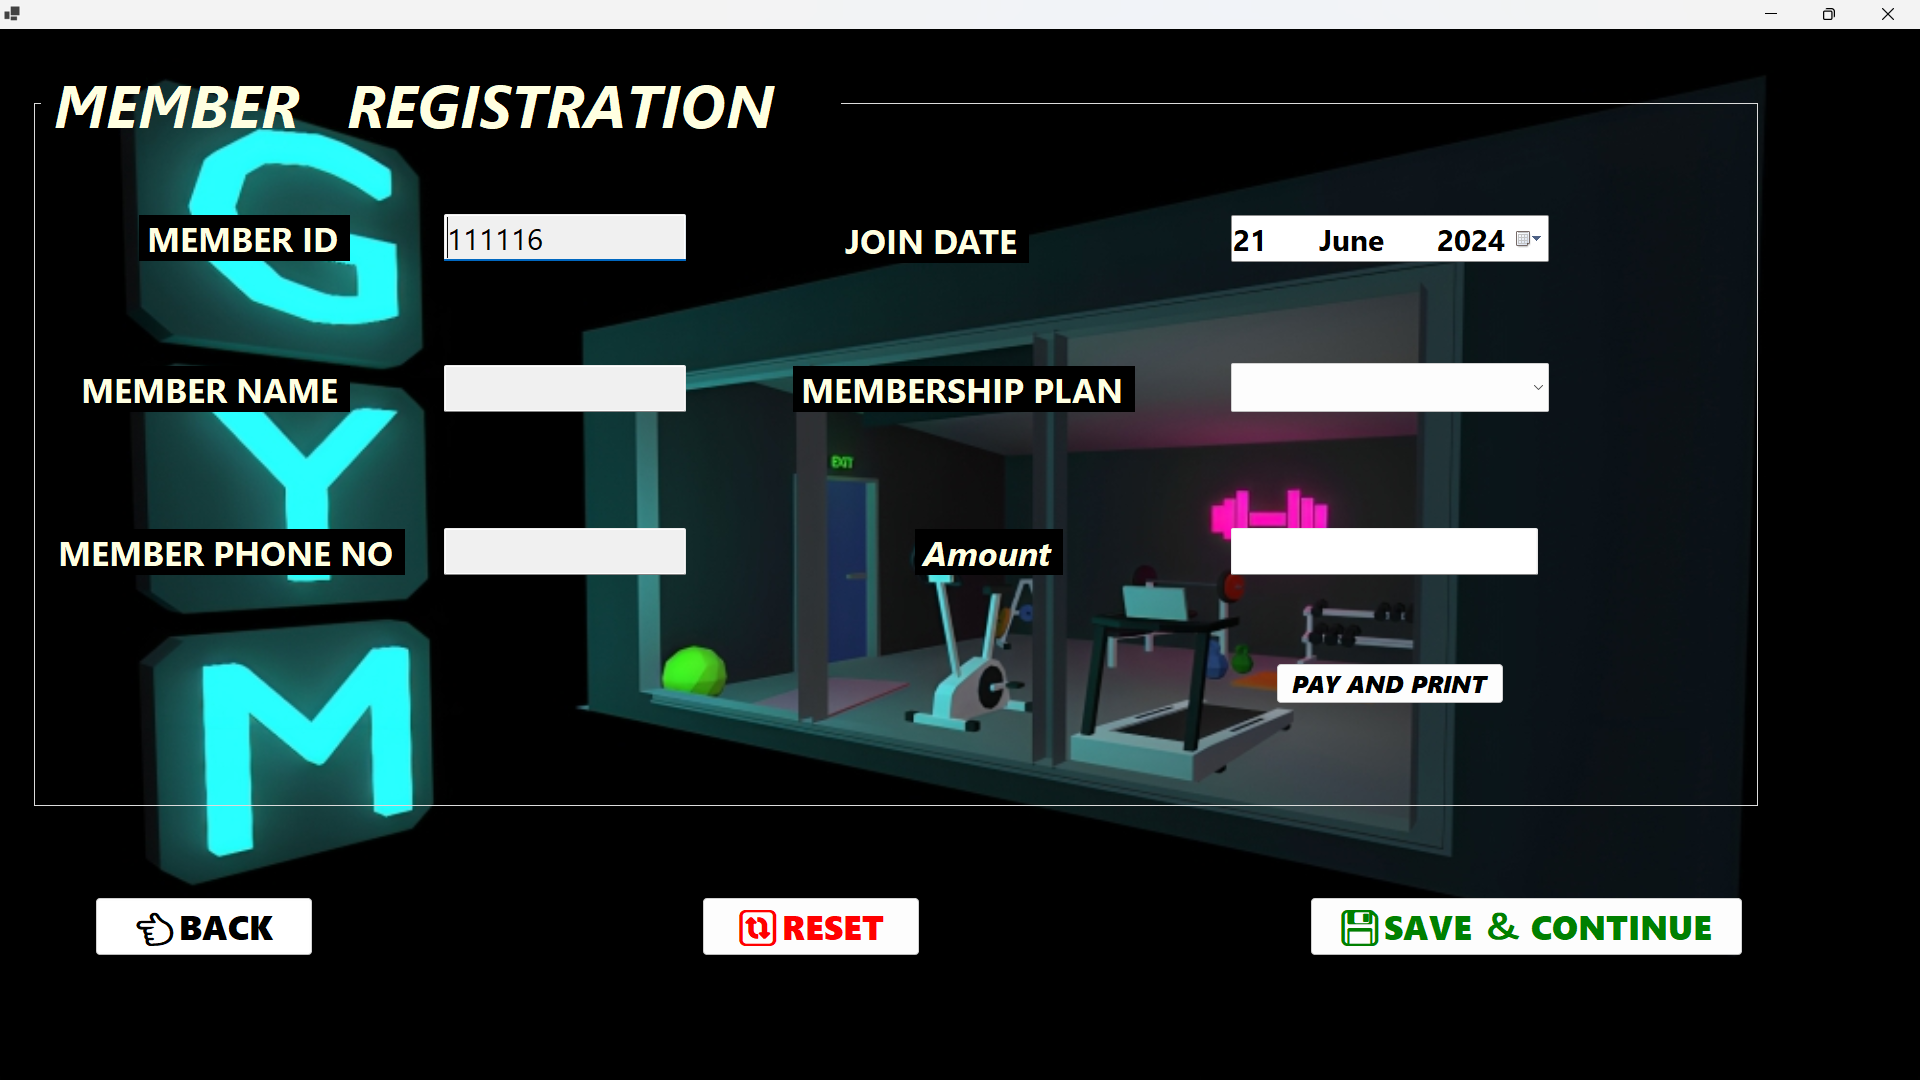 MEMBER REGISTRATION
MEMBER ID
111116
JOIN DATE
21 June 2024
MEMBER NAME
MEMBERSHIP PLAN
MEMBER PHONE NO
Amount
PAY AND PRINT
G
Y
M
EXIT
BACK
RESET
SAVE & CONTINUE